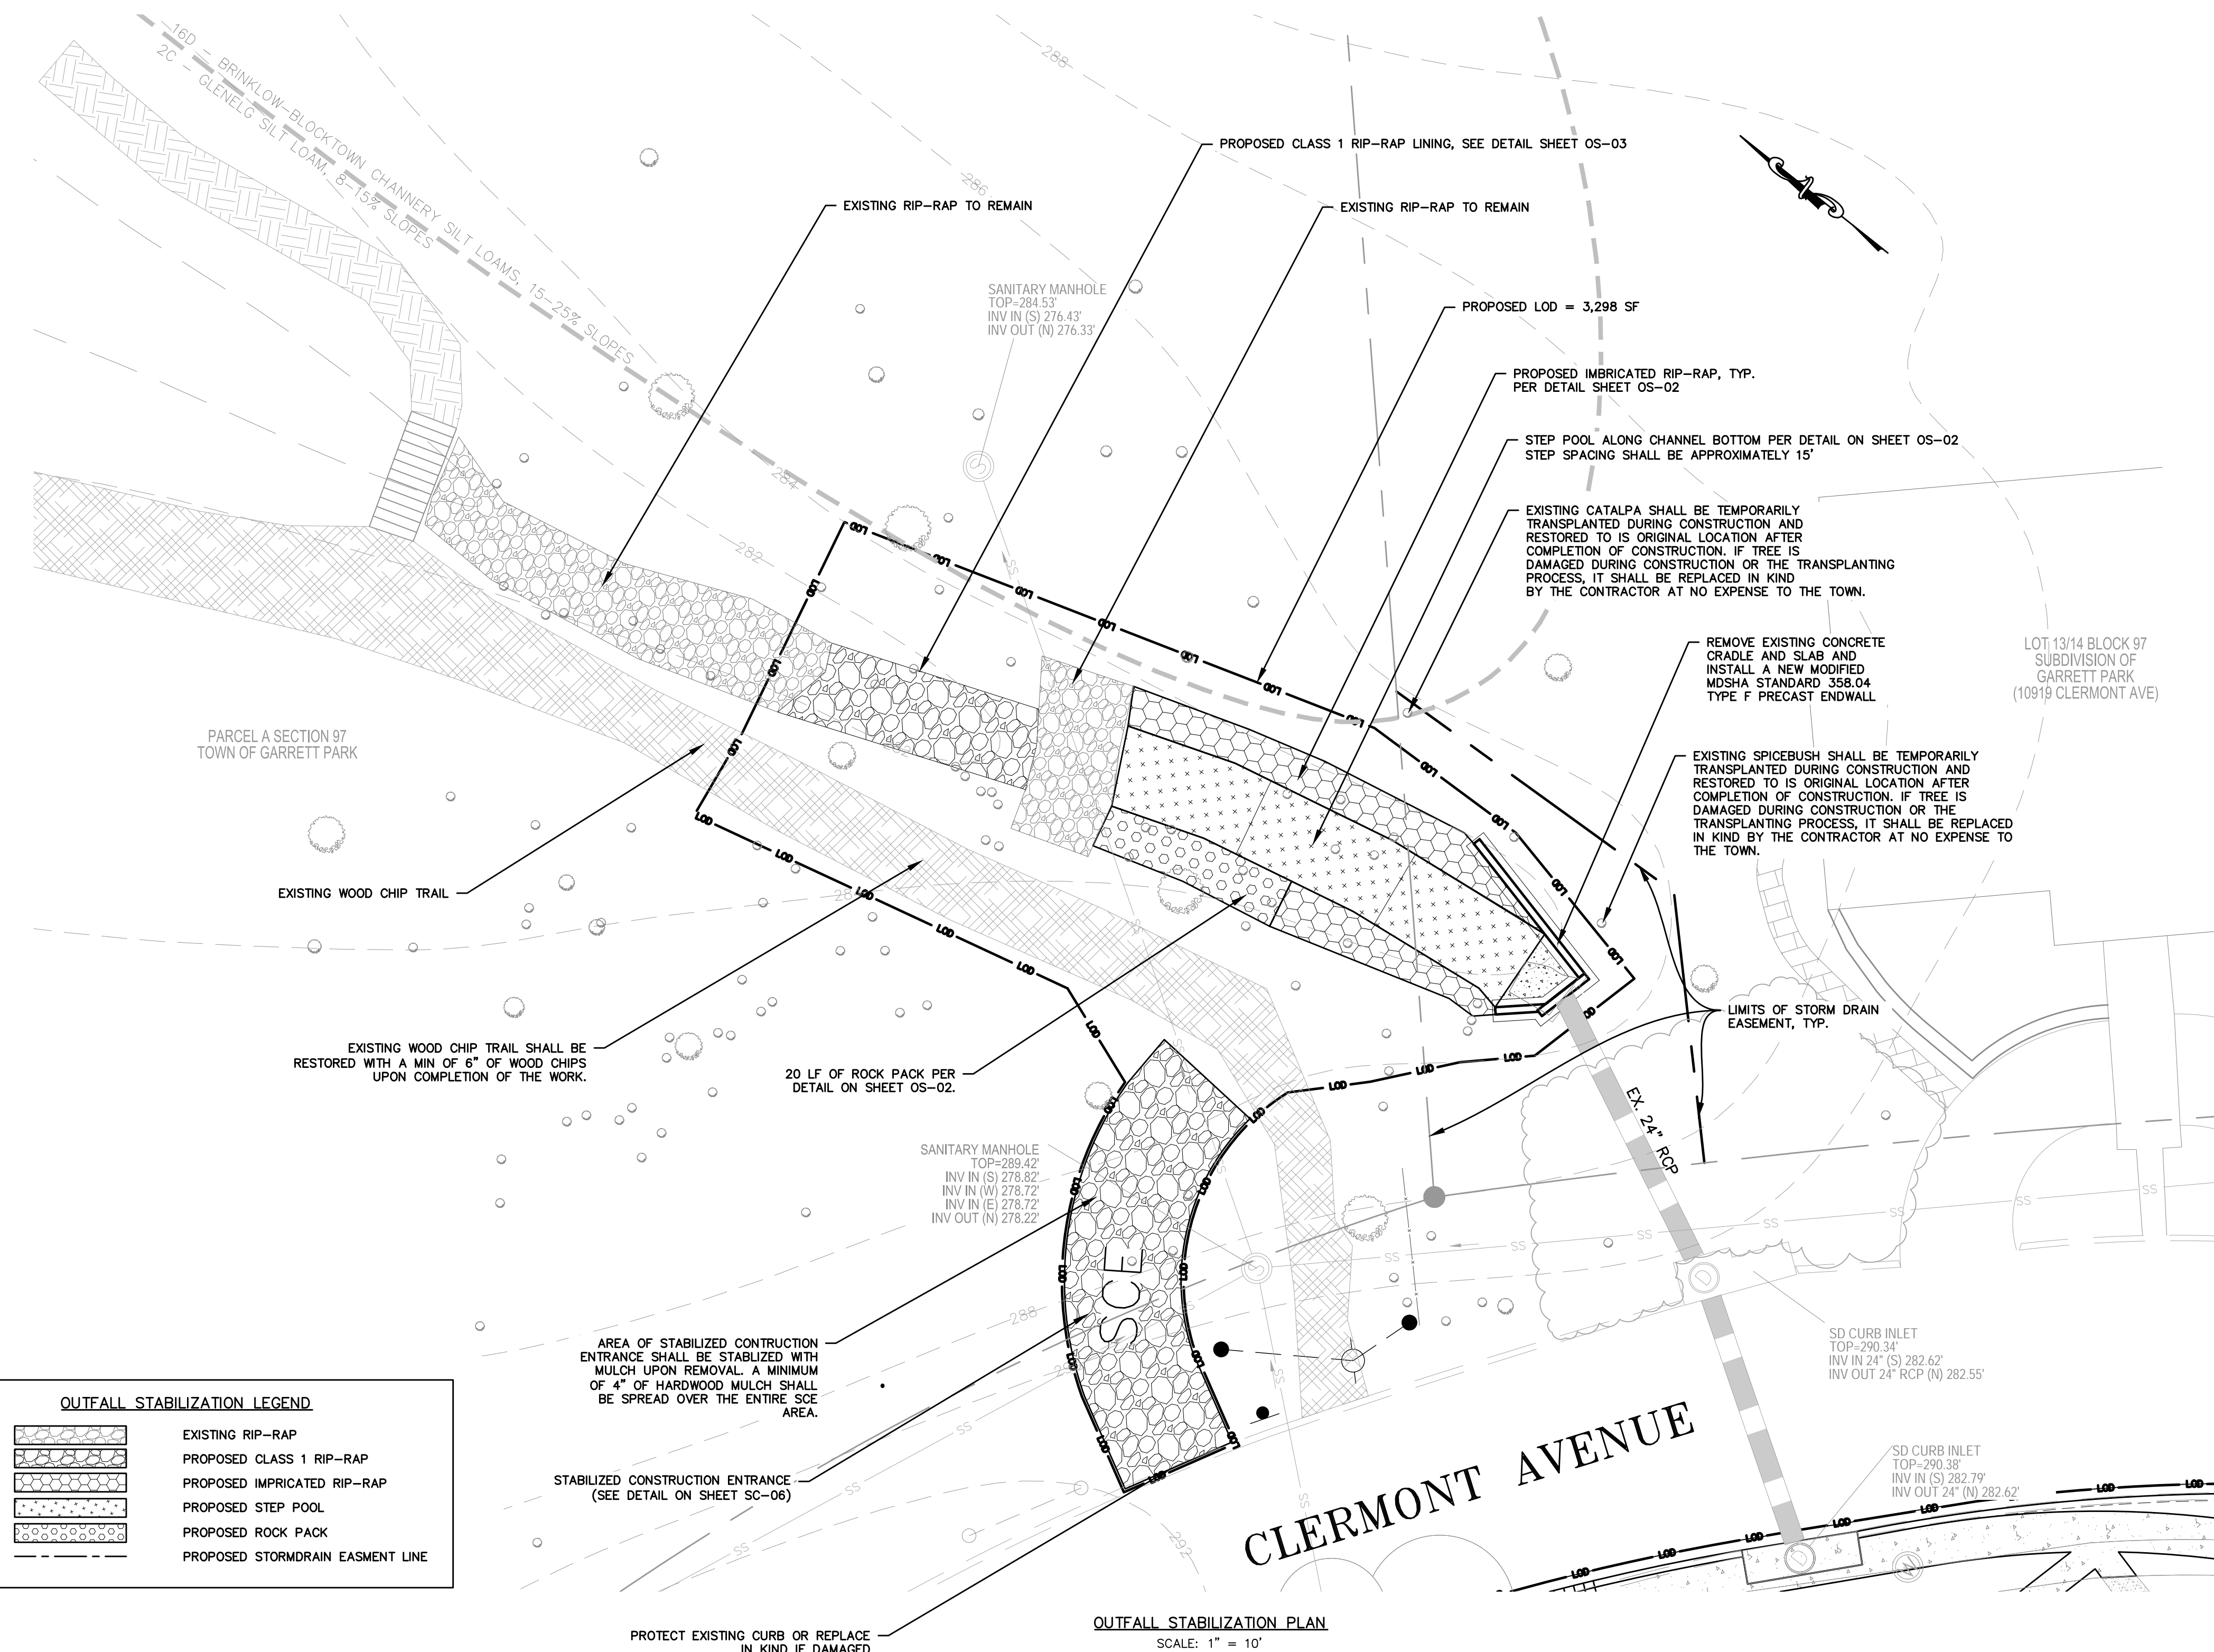 16D - BRINKLOW-BLOCKTOWN CHANNERY SILT LOAMS, 15-25% SLOPES
2C - GLENELG SILT LOAM, 8-15% SLOPES
288
286
284
282
PROPOSED CLASS 1 RIP-RAP LINING, SEE DETAIL SHEET OS-03
EXISTING RIP-RAP TO REMAIN
EXISTING RIP-RAP TO REMAIN
SANITARY MANHOLE
TOP=284.53'
INV IN (S) 276.43'
INV OUT (N) 276.33'
PROPOSED LOD = 3,298 SF
PROPOSED IMBRICATED RIP-RAP, TYP.
PER DETAIL SHEET OS-02
STEP POOL ALONG CHANNEL BOTTOM PER DETAIL ON SHEET OS-02
STEP SPACING SHALL BE APPROXIMATELY 15'
EXISTING CATALPA SHALL BE TEMPORARILY
TRANSPLANTED DURING CONSTRUCTION AND
RESTORED TO IS ORIGINAL LOCATION AFTER
COMPLETION OF CONSTRUCTION. IF TREE IS
DAMAGED DURING CONSTRUCTION OR THE TRANSPLANTING
PROCESS, IT SHALL BE REPLACED IN KIND
BY THE CONTRACTOR AT NO EXPENSE TO THE TOWN.
REMOVE EXISTING CONCRETE
CRADLE AND SLAB AND
INSTALL A NEW MODIFIED
MDSHA STANDARD 358.04
TYPE F PRECAST ENDWALL
LOT 13/14 BLOCK 97
SUBDIVISION OF
GARRETT PARK
(10919 CLERMONT AVE)
EXISTING SPICEBUSH SHALL BE TEMPORARILY
TRANSPLANTED DURING CONSTRUCTION AND
RESTORED TO IS ORIGINAL LOCATION AFTER
COMPLETION OF CONSTRUCTION. IF TREE IS
DAMAGED DURING CONSTRUCTION OR THE
TRANSPLANTING PROCESS, IT SHALL BE REPLACED
IN KIND BY THE CONTRACTOR AT NO EXPENSE TO
THE TOWN.
PARCEL A SECTION 97
TOWN OF GARRETT PARK
EXISTING WOOD CHIP TRAIL
EXISTING WOOD CHIP TRAIL SHALL BE
RESTORED WITH A MIN OF 6" OF WOOD CHIPS
UPON COMPLETION OF THE WORK.
20 LF OF ROCK PACK PER
DETAIL ON SHEET OS-02.
LIMITS OF STORM DRAIN
EASEMENT, TYP.
EX. 24" RCP
SANITARY MANHOLE
TOP=289.42'
INV IN (S) 278.82'
INV IN (W) 278.72'
INV IN (E) 278.72'
INV OUT (N) 278.22'
SCE
288
292
AREA OF STABILIZED CONTRUCTION
ENTRANCE SHALL BE STABLIZED WITH
MULCH UPON REMOVAL. A MINIMUM
OF 4" OF HARDWOOD MULCH SHALL
BE SPREAD OVER THE ENTIRE SCE
AREA.
STABILIZED CONSTRUCTION ENTRANCE
(SEE DETAIL ON SHEET SC-06)
SD CURB INLET
TOP=290.34'
INV IN 24" (S) 282.62'
INV OUT 24" RCP (N) 282.55'
SD CURB INLET
TOP=290.38'
INV IN (S) 282.79'
INV OUT 24" (N) 282.62'
CLERMONT AVENUE
OUTFALL STABILIZATION LEGEND
EXISTING RIP-RAP
PROPOSED CLASS 1 RIP-RAP
PROPOSED IMPRICATED RIP-RAP
PROPOSED STEP POOL
PROPOSED ROCK PACK
PROPOSED STORMDRAIN EASMENT LINE
PROTECT EXISTING CURB OR REPLACE
IN KIND IF DAMAGED
OUTFALL STABILIZATION PLAN
SCALE: 1" = 10'